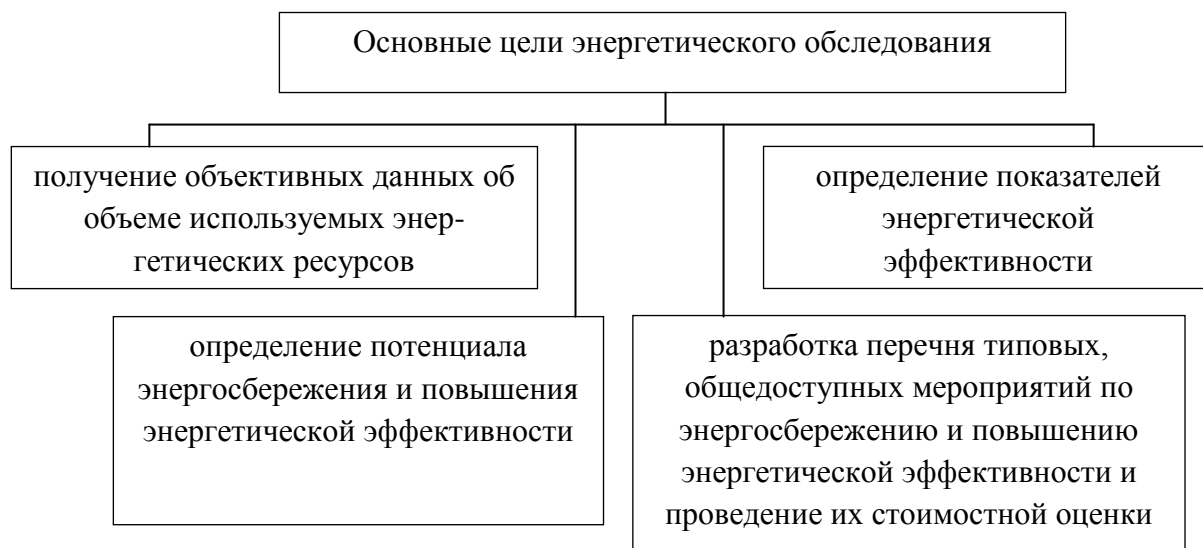 Основные цели энергетического обследования
получение объективных данных об
объеме используемых энер-
гетических ресурсов
определение показателей
энергетической
эффективности
определение потенциала
энергосбережения и повышения
энергетической эффективности
разработка перечня типовых,
общедоступных мероприятий по
энергосбережению и повышению
энергетической эффективности и
проведение их стоимостной оценки